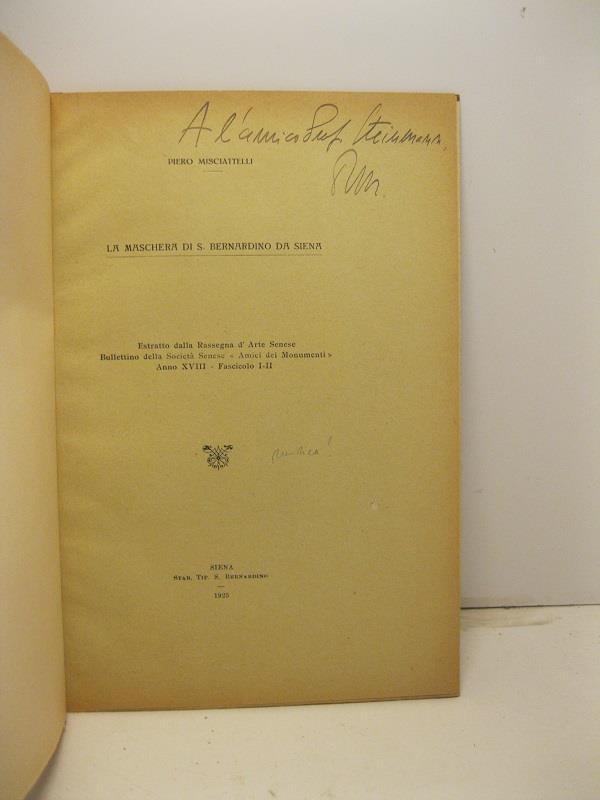 A l'amico Prof. Steinmann,
PM.
PIERO MISCIATTELLI
LA MASCHERA DI S. BERNARDINO DA SIENA
Estratto dalla Rassegna d' Arte Senese
Bullettino della Società Senese « Amici dei Monumenti »
Anno XVIII - Fascicolo I-II
SIENA
STAB. TIP. S. BERNARDINO
1925